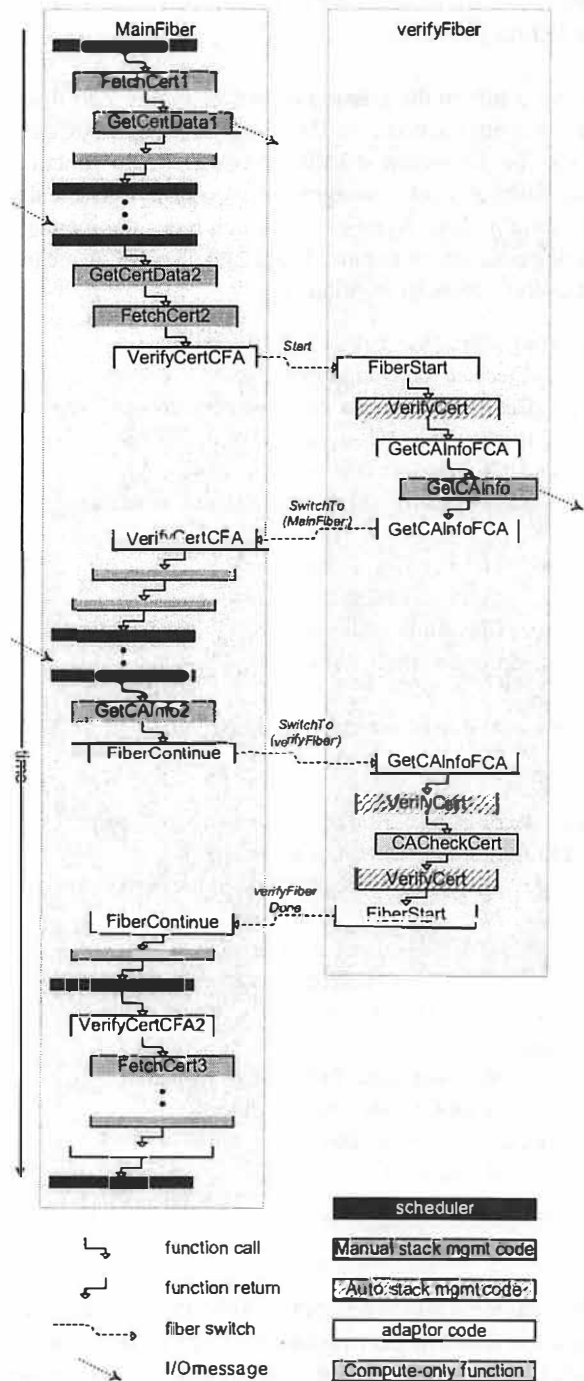 MainFiber
verifyFiber
FetchCert1
GetCertData1
GetCertData2
FetchCert2
VerifyCertCFA
Start
FiberStart
VerifyCert
GetCAInfoFCA
GetCAInfo
SwitchTo
(MainFiber)
VerifyCertCFA
GetCAInfoFCA
GetCAInfo2
SwitchTo
(verifyFiber)
FiberContinue
GetCAInfoFCA
time
VerifyCert
CACheckCert
VerifyCert
verifyFiber
Done
FiberContinue
FiberStart
VerifyCertCFA2
FetchCert3
scheduler
function call
Manual stack mgmt code
function return
Auto stack mgmt code
fiber switch
adaptor code
I/Omessage
Compute-only function